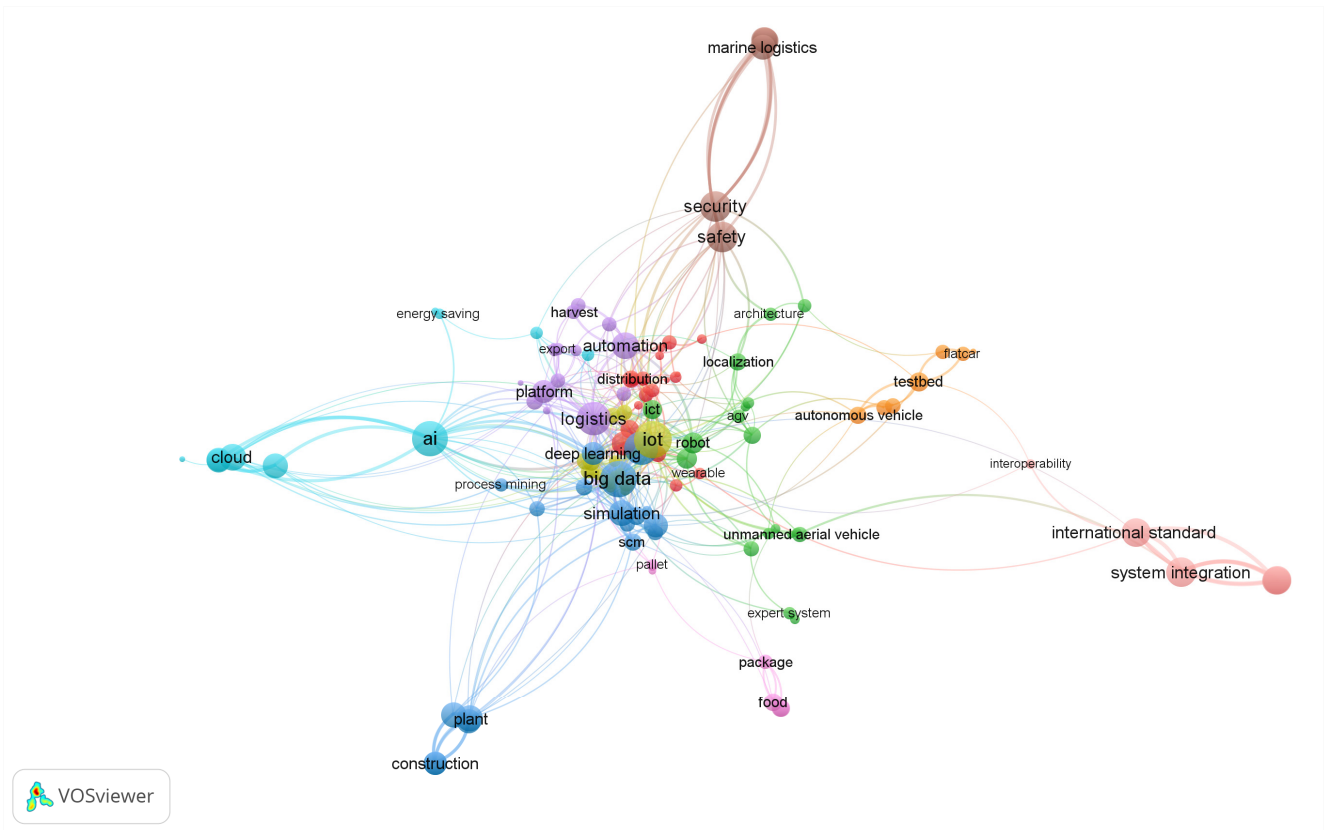 marine logistics
security
safety
energy saving
harvest
architecture
automation
export
flatcar
localization
distribution
testbed
platform
ict
agv
autonomous vehicle
logistics
ai
iot
robot
cloud
deep learning
interoperability
wearable
big data
process mining
simulation
international standard
unmanned aerial vehicle
scm
pallet
system integration
expert system
package
food
plant
construction
VOSviewer